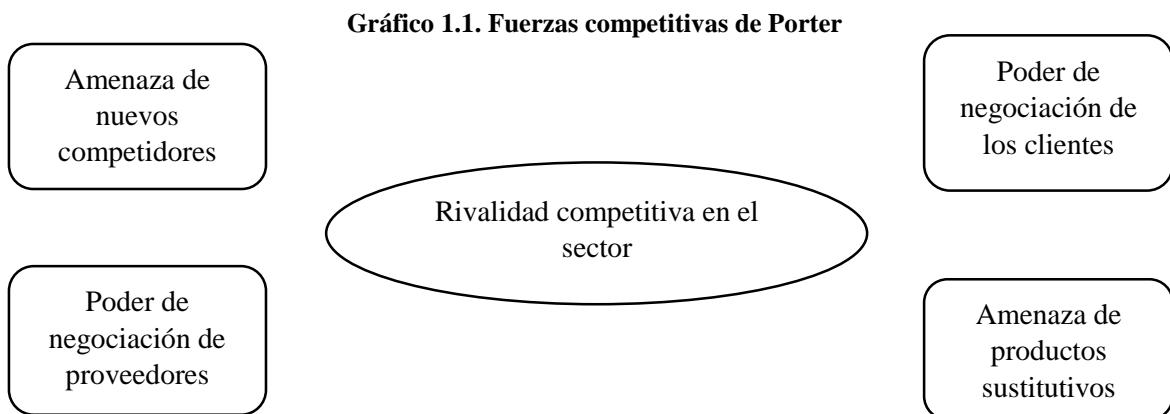 Gráfico 1.1. Fuerzas competitivas de Porter
Amenaza de
nuevos
competidores
Poder de
negociación de
los clientes
Rivalidad competitiva en el
sector
Poder de
negociación de
proveedores
Amenaza de
productos
sustitutivos